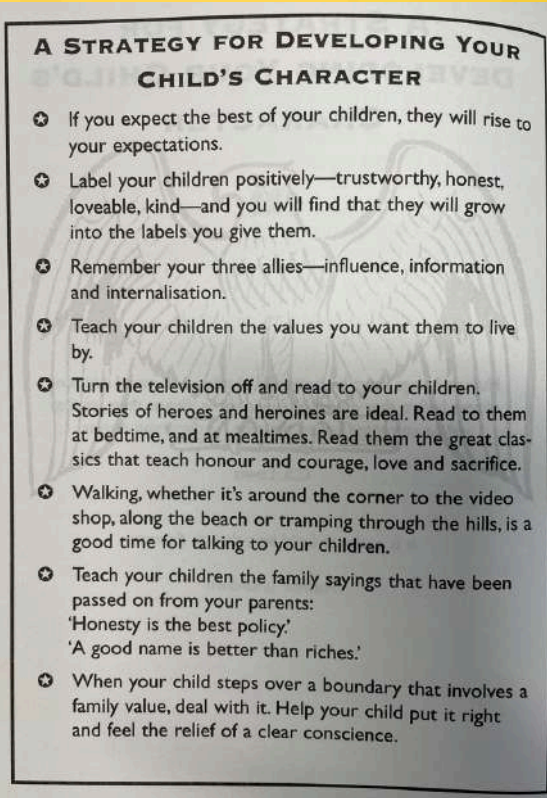 A STRATEGY FOR DEVELOPING YOUR
CHILD'S CHARACTER
✪ If you expect the best of your children, they will rise to
your expectations.
✪ Label your children positively—trustworthy, honest,
loveable, kind—and you will find that they will grow
into the labels you give them.
✪ Remember your three allies—influence, information
and internalisation.
✪ Teach your children the values you want them to live
by.
✪ Turn the television off and read to your children.
Stories of heroes and heroines are ideal. Read to them
at bedtime, and at mealtimes. Read them the great clas-
sics that teach honour and courage, love and sacrifice.
✪ Walking, whether it's around the corner to the video
shop, along the beach or tramping through the hills, is a
good time for talking to your children.
✪ Teach your children the family sayings that have been
passed on from your parents:
'Honesty is the best policy.'
'A good name is better than riches.'
✪ When your child steps over a boundary that involves a
family value, deal with it. Help your child put it right
and feel the relief of a clear conscience.